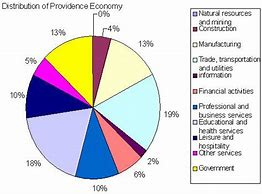 Distribution of Providence Economy
0%
4%
13%
19%
2%
6%
10%
18%
10%
5%
13%
Natural resources
and mining
Construction
Manufacturing
Trade, transportation
and utilities
information
Financial activities
Professional and
business services
Educational and
health services
Leisure and
hospitality
Other services
Government